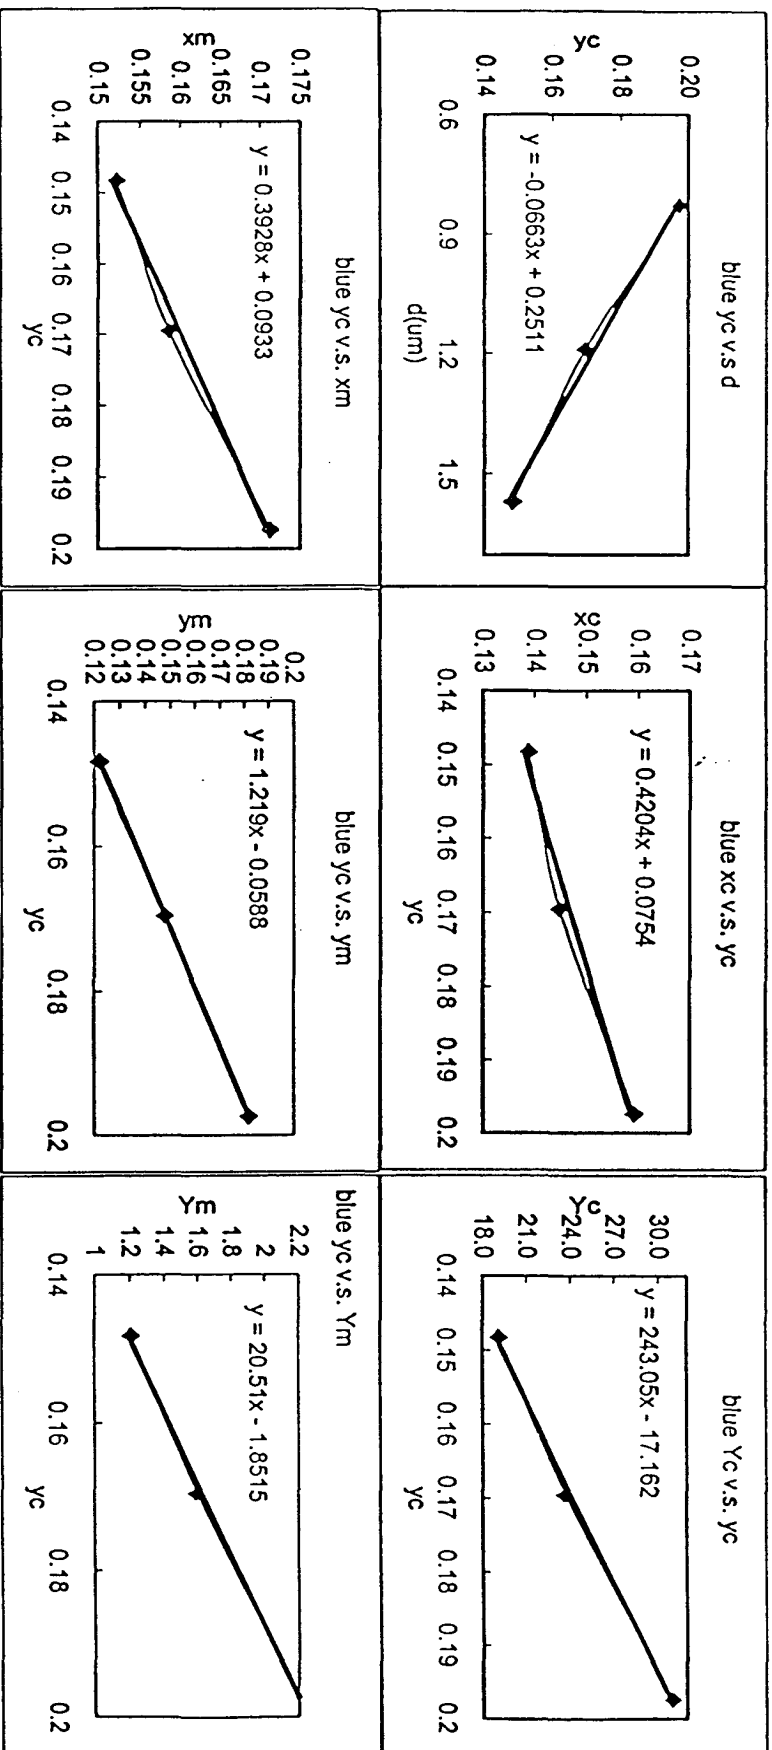 blue yc v.s d
y = -0.0663x + 0.2511
yc
0.20
0.18
0.16
0.14
0.6
0.9
1.2
1.5
d(um)
blue xc v.s. yc
y = 0.4204x + 0.0754
xc
0.17
0.16
0.15
0.14
0.13
0.14
0.15
0.16
0.17
0.18
0.19
0.2
yc
blue Yc v.s. yc
y = 243.05x - 17.162
Yc
30.0
27.0
24.0
21.0
18.0
0.14
0.15
0.16
0.17
0.18
0.19
0.2
yc
blue yc v.s. xm
y = 0.3928x + 0.0933
xm
0.175
0.17
0.165
0.16
0.155
0.15
0.14
0.15
0.16
0.17
0.18
0.19
0.2
yc
blue yc v.s. ym
y = 1.219x - 0.0588
ym
0.2
0.19
0.18
0.17
0.16
0.15
0.14
0.13
0.12
0.14
0.16
0.18
0.2
yc
blue yc v.s. Ym
y = 20.51x - 1.8515
Ym
2.2
2
1.8
1.6
1.4
1.2
1
0.14
0.16
0.18
0.2
yc